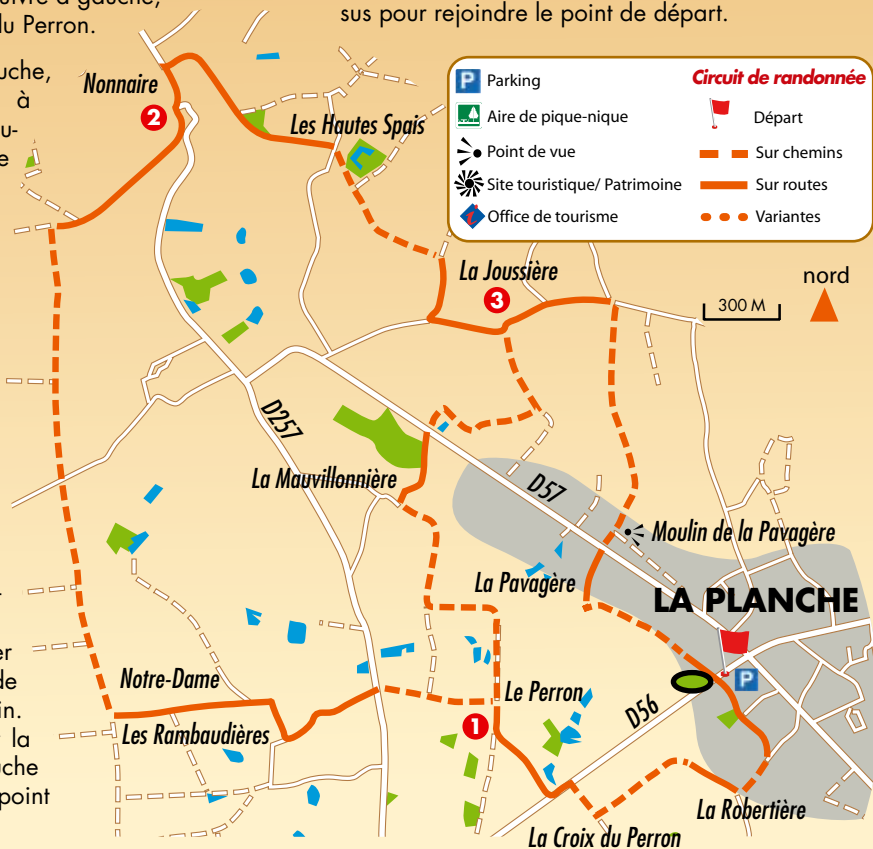 uivre à gauche,
du Perron.
sus pour rejoindre le point de départ.
uche,
à
u-
e
Parking
Aire de pique-nique
Point de vue
Site touristique/ Patrimoine
Office de tourisme
Circuit de randonnée
Départ
Sur chemins
Sur routes
Variantes
Nonnaire
2
Les Hautes Spais
La Joussière
3
nord
300 M
D257
La Mauvillonnière
D57
Moulin de la Pavagère
La Pavagère
LA PLANCHE
P
er
de
in.
la
uche
point
Notre-Dame
Les Rambaudières
Le Perron
1
D56
La Robertière
La Croix du Perron